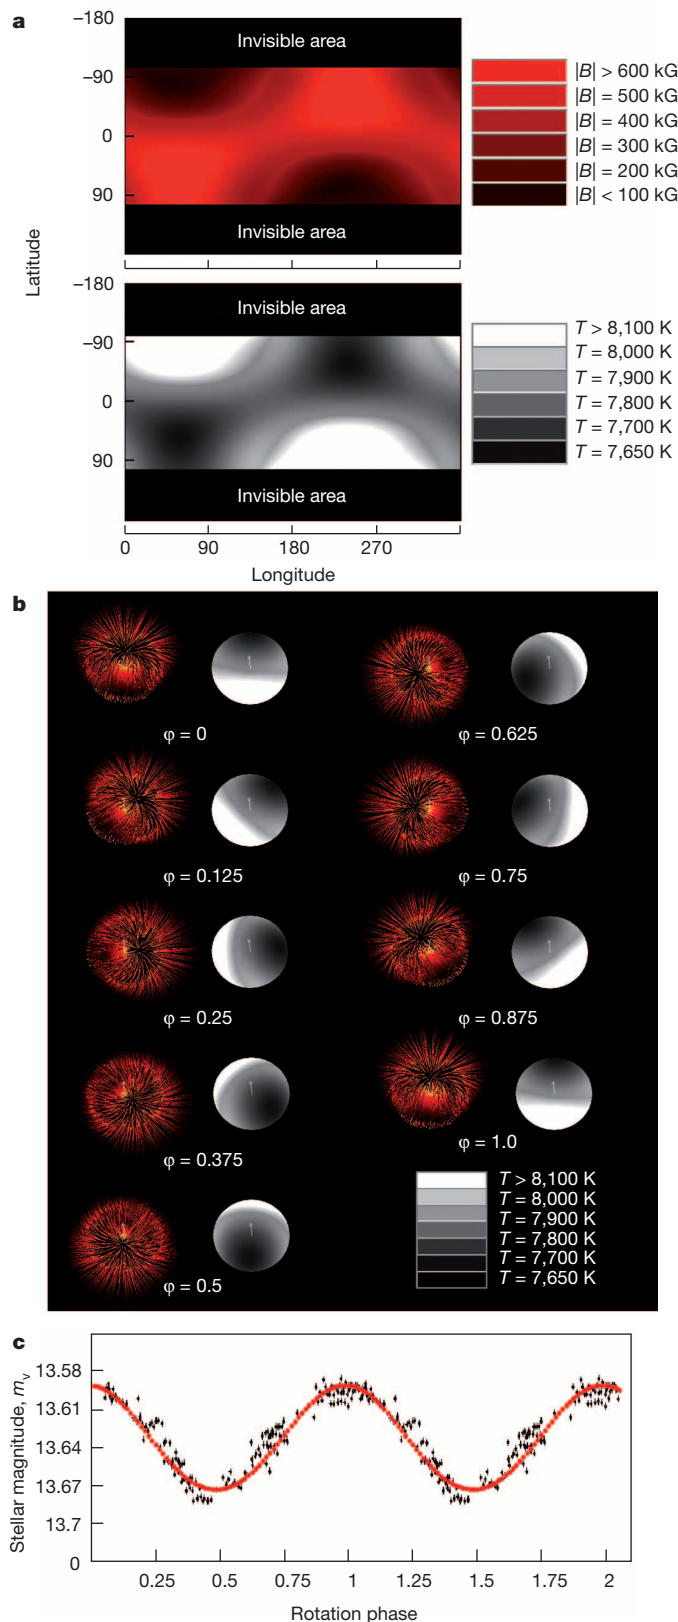 a
Latitude
–180
–90
0
90
Invisible area
Invisible area
|B| > 600 kG
|B| = 500 kG
|B| = 400 kG
|B| = 300 kG
|B| = 200 kG
|B| < 100 kG
–180
–90
0
90
Invisible area
Invisible area
T > 8,100 K
T = 8,000 K
T = 7,900 K
T = 7,800 K
T = 7,700 K
T = 7,650 K
0 90 180 270
Longitude
b
φ = 0
φ = 0.125
φ = 0.25
φ = 0.375
φ = 0.5
φ = 0.625
φ = 0.75
φ = 0.875
φ = 1.0
T > 8,100 K
T = 8,000 K
T = 7,900 K
T = 7,800 K
T = 7,700 K
T = 7,650 K
c
Stellar magnitude, mv
13.58
13.61
13.64
13.67
13.7
0
0.25 0.5 0.75 1 1.25 1.5 1.75 2
Rotation phase